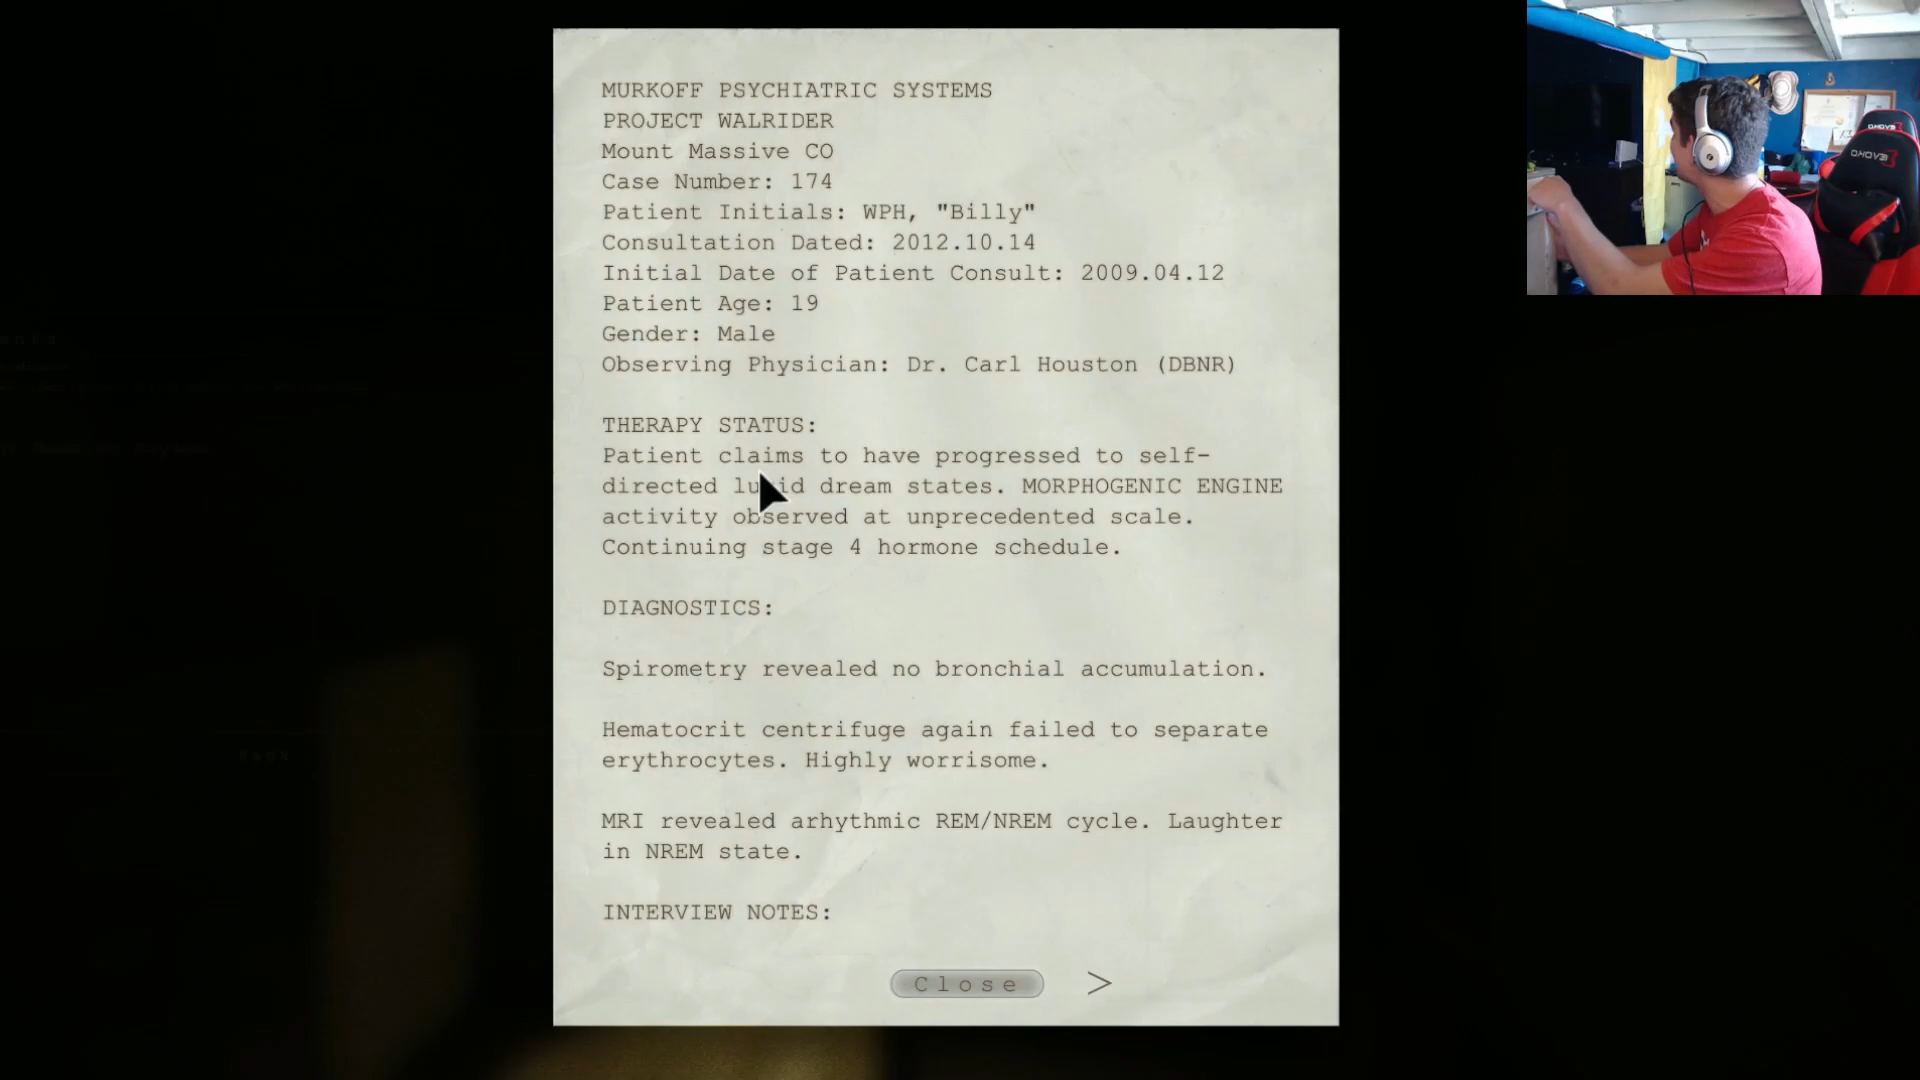 MURKOFF PSYCHIATRIC SYSTEMS
PROJECT WALRIDER
Mount Massive CO
Case Number: 174
Patient Initials: WPH, "Billy"
Consultation Dated: 2012.10.14
Initial Date of Patient Consult: 2009.04.12
Patient Age: 19
Gender: Male
Observing Physician: Dr. Carl Houston (DBNR)
THERAPY STATUS:
Patient claims to have progressed to self-
directed lucid dream states. MORPHOGENIC ENGINE
activity observed at unprecedented scale.
Continuing stage 4 hormone schedule.
DIAGNOSTICS:
Spirometry revealed no bronchial accumulation.
Hematocrit centrifuge again failed to separate
erythrocytes. Highly worrisome.
MRI revealed arhythmic REM/NREM cycle. Laughter
in NREM state.
INTERVIEW NOTES:
Close >